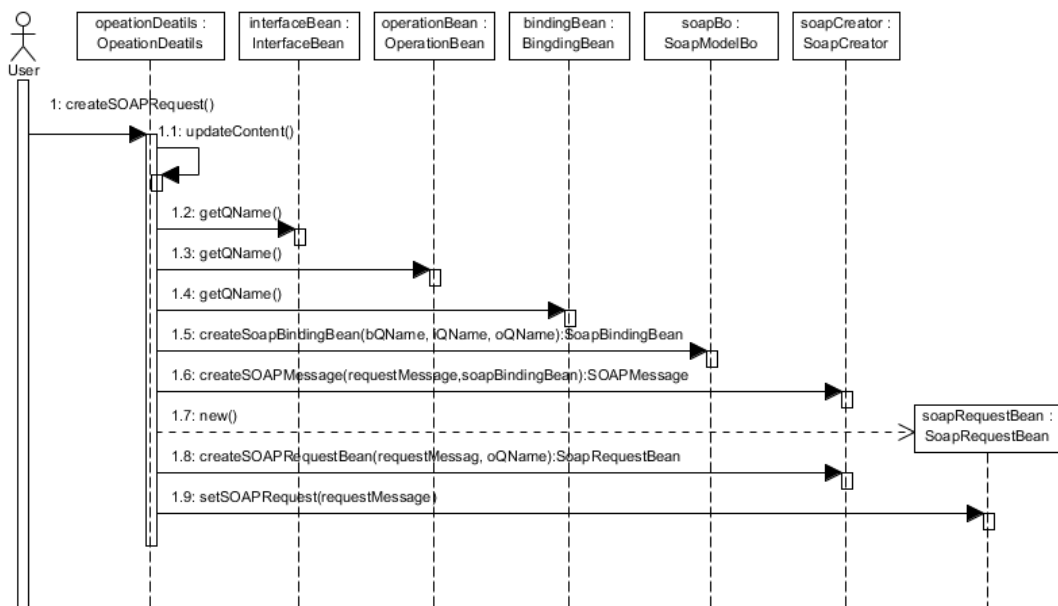 opeationDeatils :
OpeationDeatils
interfaceBean :
InterfaceBean
operationBean :
OperationBean
bindingBean :
BingdingBean
soapBo :
SoapModelBo
soapCreator :
SoapCreator
User
1: createSOAPRequest()
1.1: updateContent()
1.2: getQName()
1.3: getQName()
1.4: getQName()
1.5: createSoapBindingBean(bQName, iQName, oQName):SoapBindingBean
1.6: createSOAPMessage(requestMessage,soapBindingBean):SOAPMessage
1.7: new()
soapRequestBean :
SoapRequestBean
1.8: createSOAPRequestBean(requestMessag, oQName):SoapRequestBean
1.9: setSOAPRequest(requestMessage)